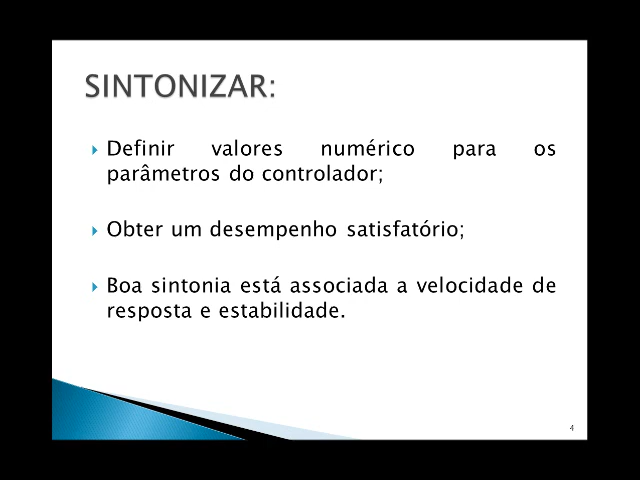 SINTONIZAR:
Definir valores numérico para os
parâmetros do controlador;
Obter um desempenho satisfatório;
Boa sintonia está associada a velocidade de
resposta e estabilidade.
4